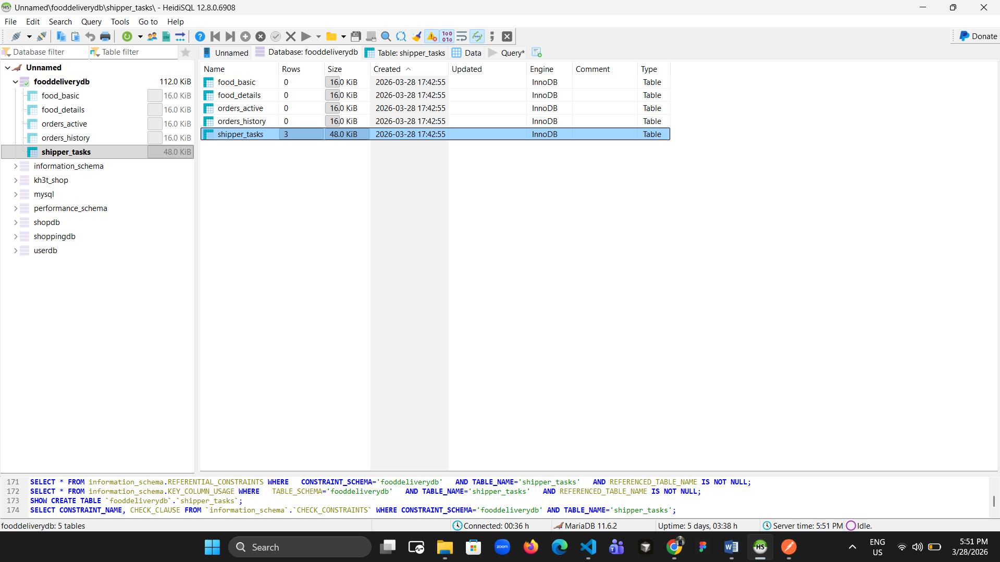 Unnamed\fooddeliverydb\shipper_tasks\ - HeidiSQL 12.8.0.6908
File Edit Search Query Tools Go to Help
Donate
Database filter Table filter
Unnamed Database: fooddeliverydb Table: shipper_tasks Data Query*
Unnamed
fooddeliverydb 112.0 KiB
food_basic 16.0 KiB
food_details 16.0 KiB
orders_active 16.0 KiB
orders_history 16.0 KiB
shipper_tasks 48.0 KiB
information_schema
kh3t_shop
mysql
performance_schema
shopdb
shoppingdb
userdb
Name Rows Size Created Updated Engine Comment Type
food_basic 0 16.0 KiB 2026-03-28 17:42:55 InnoDB Table
food_details 0 16.0 KiB 2026-03-28 17:42:55 InnoDB Table
orders_active 0 16.0 KiB 2026-03-28 17:42:55 InnoDB Table
orders_history 0 16.0 KiB 2026-03-28 17:42:55 InnoDB Table
shipper_tasks 3 48.0 KiB 2026-03-28 17:42:55 InnoDB Table
171 SELECT * FROM information_schema.REFERENTIAL_CONSTRAINTS WHERE CONSTRAINT_SCHEMA='fooddeliverydb' AND TABLE_NAME='shipper_tasks' AND REFERENCED_TABLE_NAME IS NOT NULL;
172 SELECT * FROM information_schema.KEY_COLUMN_USAGE WHERE TABLE_SCHEMA='fooddeliverydb' AND TABLE_NAME='shipper_tasks' AND REFERENCED_TABLE_NAME IS NOT NULL;
173 SHOW CREATE TABLE `fooddeliverydb`.`shipper_tasks`;
174 SELECT CONSTRAINT_NAME, CHECK_CLAUSE FROM `information_schema`.`CHECK_CONSTRAINTS` WHERE CONSTRAINT_SCHEMA='fooddeliverydb' AND TABLE_NAME='shipper_tasks';
fooddeliverydb: 5 tables Connected: 00:36 h MariaDB 11.6.2 Uptime: 5 days, 03:38 h Server time: 5:51 PM Idle.
Search zoom HS ENG US 5:51 PM
3/28/2026